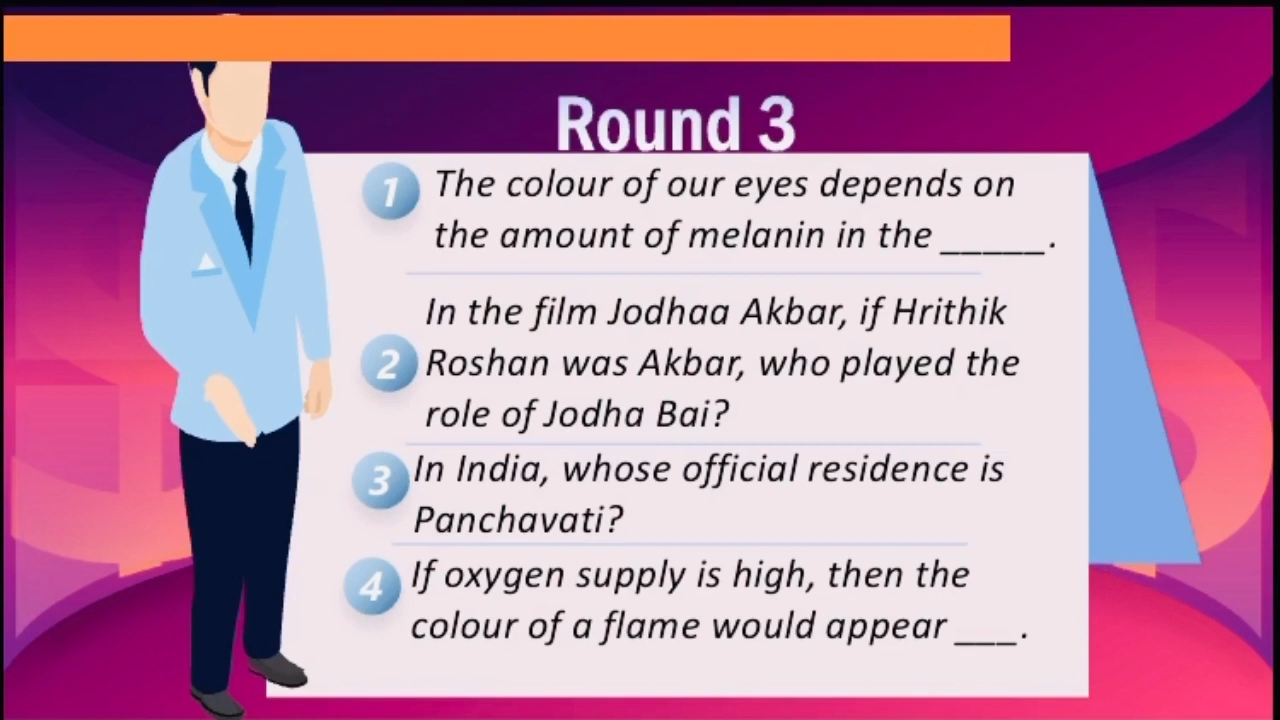 Round 3
1 The colour of our eyes depends on
the amount of melanin in the _____.
In the film Jodhaa Akbar, if Hrithik
2 Roshan was Akbar, who played the
role of Jodha Bai?
3 In India, whose official residence is
Panchavati?
4 If oxygen supply is high, then the
colour of a flame would appear ___.